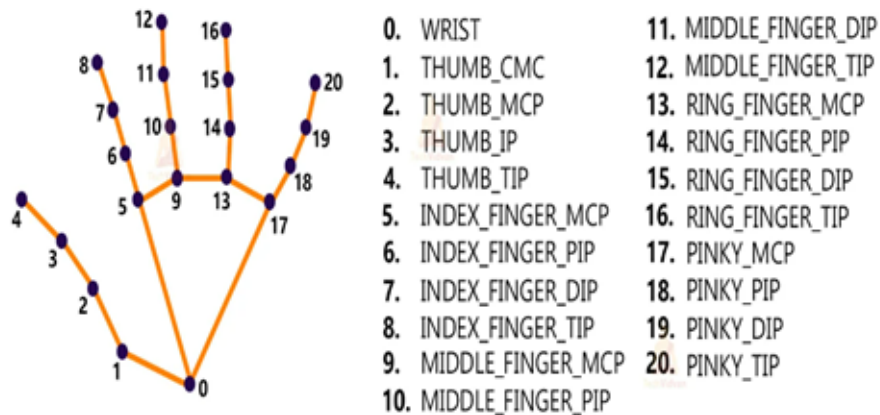 12
16
8
11
15
20
7
10
14
19
6
18
4
5
9
13
17
3
2
1
0
0. WRIST
1. THUMB_CMC
2. THUMB_MCP
3. THUMB_IP
4. THUMB_TIP
5. INDEX_FINGER_MCP
6. INDEX_FINGER_PIP
7. INDEX_FINGER_DIP
8. INDEX_FINGER_TIP
9. MIDDLE_FINGER_MCP
10. MIDDLE_FINGER_PIP
11. MIDDLE_FINGER_DIP
12. MIDDLE_FINGER_TIP
13. RING_FINGER_MCP
14. RING_FINGER_PIP
15. RING_FINGER_DIP
16. RING_FINGER_TIP
17. PINKY_MCP
18. PINKY_PIP
19. PINKY_DIP
20. PINKY_TIP